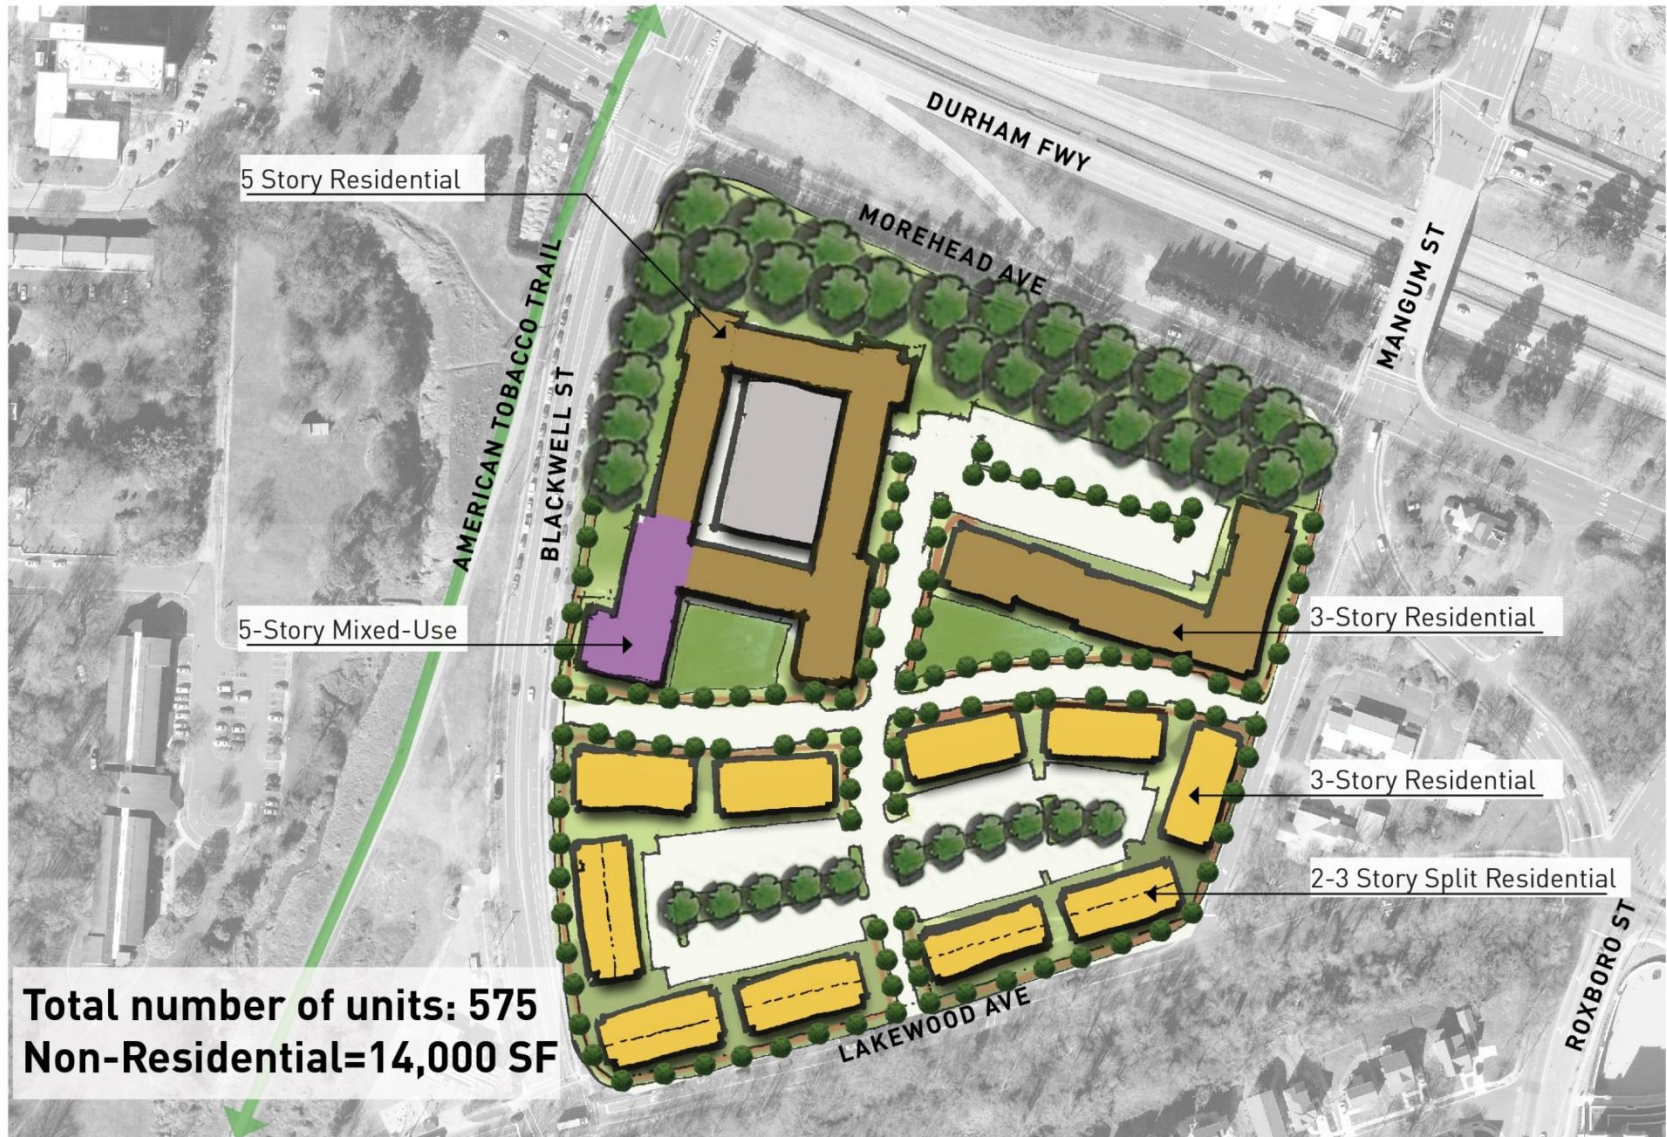 DURHAM FWY
5 Story Residential
MOREHEAD AVE
MANGUM ST
AMERICAN TOBACCO TRAIL
BLACKWELL ST
5-Story Mixed-Use
3-Story Residential
3-Story Residential
2-3 Story Split Residential
ROXBORO ST
LAKEWOOD AVE
Total number of units: 575
Non-Residential=14,000 SF